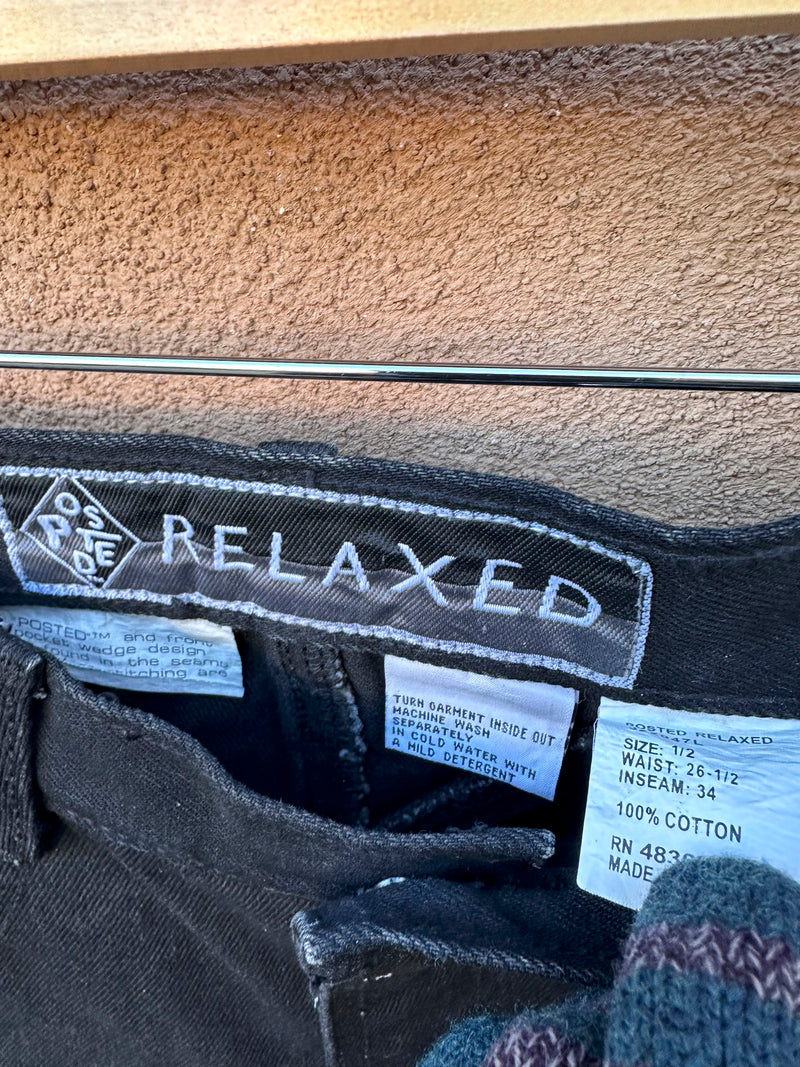 POSTED
RELAXED
POSTED™ and front
pocket wedge design
found in the seams
stitching are
TURN GARMENT INSIDE OUT
MACHINE WASH
SEPARATELY
IN COLD WATER WITH
A MILD DETERGENT
POSTED RELAXED
SIZE: 1/2
WAIST: 26-1/2
INSEAM: 34
100% COTTON
RN 483
MADE